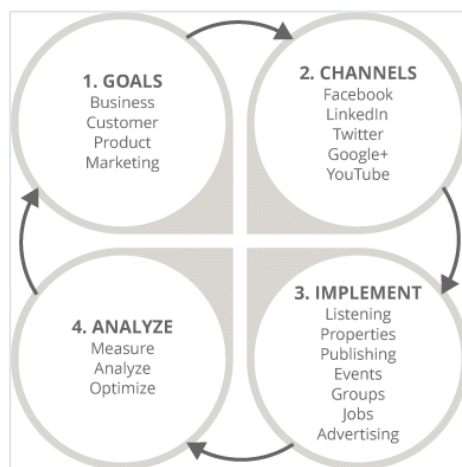 1. GOALS
Business
Customer
Product
Marketing
2. CHANNELS
Facebook
LinkedIn
Twitter
Google+
YouTube
3. IMPLEMENT
Listening
Properties
Publishing
Events
Groups
Jobs
Advertising
4. ANALYZE
Measure
Analyze
Optimize